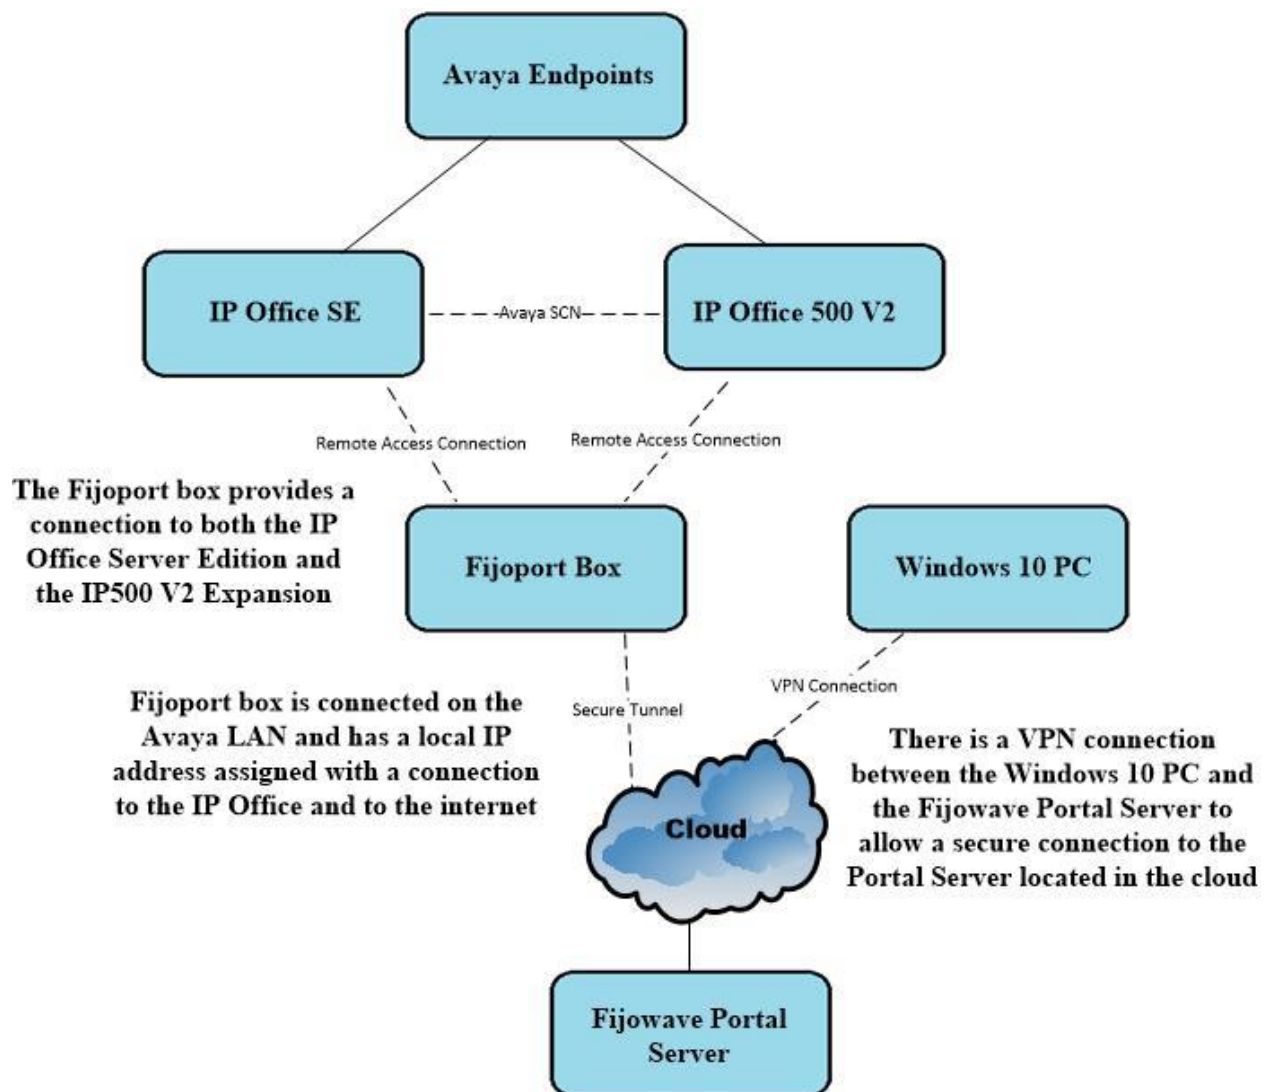 Avaya Endpoints
IP Office SE
Avaya SCN
IP Office 500 V2
Remote Access Connection
Remote Access Connection
The Fijoport box provides a
connection to both the IP
Office Server Edition and
the IP500 V2 Expansion
Fijoport Box
Windows 10 PC
Fijoport box is connected on the
Avaya LAN and has a local IP
address assigned with a connection
to the IP Office and to the internet
Secure Tunnel
VPN Connection
There is a VPN connection
between the Windows 10 PC and
the Fijowave Portal Server to
allow a secure connection to the
Portal Server located in the cloud
Cloud
Fijowave Portal
Server